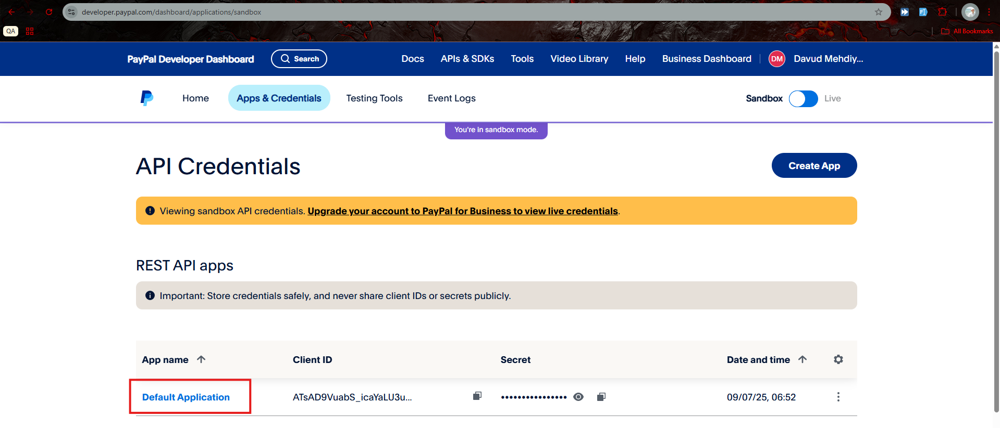 developer.paypal.com/dashboard/applications/sandbox
QA
All Bookmarks
PayPal Developer Dashboard Search Docs APIs & SDKs Tools Video Library Help Business Dashboard DM Davud Mehdiy...
Home Apps & Credentials Testing Tools Event Logs Sandbox Live
You're in sandbox mode.
API Credentials Create App
Viewing sandbox API credentials. Upgrade your account to PayPal for Business to view live credentials.
REST API apps
Important: Store credentials safely, and never share client IDs or secrets publicly.
App name Client ID Secret Date and time
Default Application ATsAD9VuabS_icaYaLU3u... •••••••••••••••• 09/07/25, 06:52